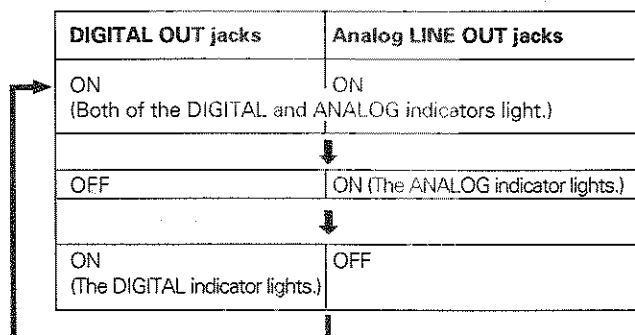 DIGITAL OUT jacks Analog LINE OUT jacks
ON ON
(Both of the DIGITAL and ANALOG indicators light.)
OFF ON (The ANALOG indicator lights.)
ON OFF
(The DIGITAL indicator lights.)